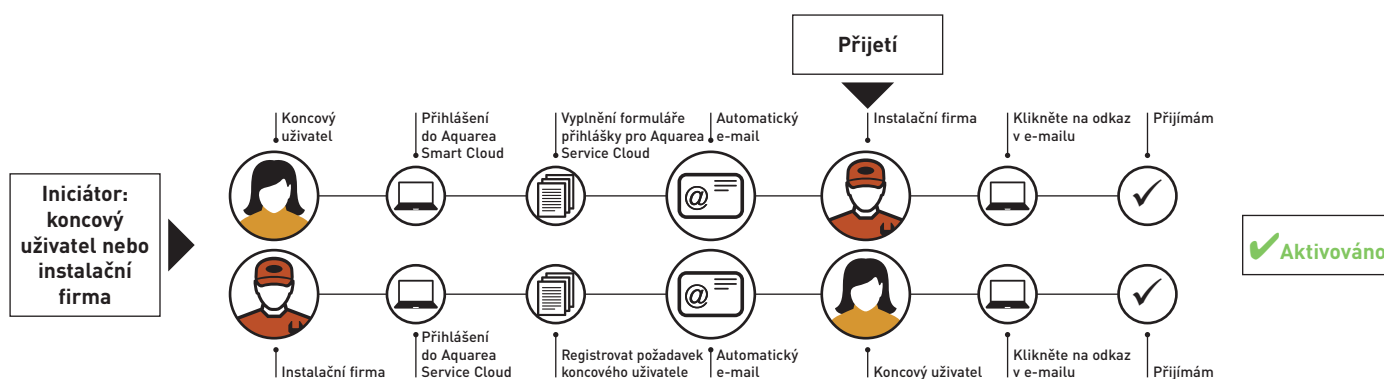 Přijetí
Iniciátor:
koncový
uživatel nebo
instalační
firma
Koncový
uživatel
Přihlášení
do Aquarea
Smart Cloud
Vyplnění formuláře
přihlášky pro Aquarea
Service Cloud
Automatický
e-mail
Instalační firma
Klikněte na odkaz
v e-mailu
Přijímám
@
Instalační firma
Přihlášení
do Aquarea
Service Cloud
Registrovat požadavek
koncového uživatele
Automatický
e-mail
Koncový uživatel
Klikněte na odkaz
v e-mailu
Přijímám
@
Aktivováno